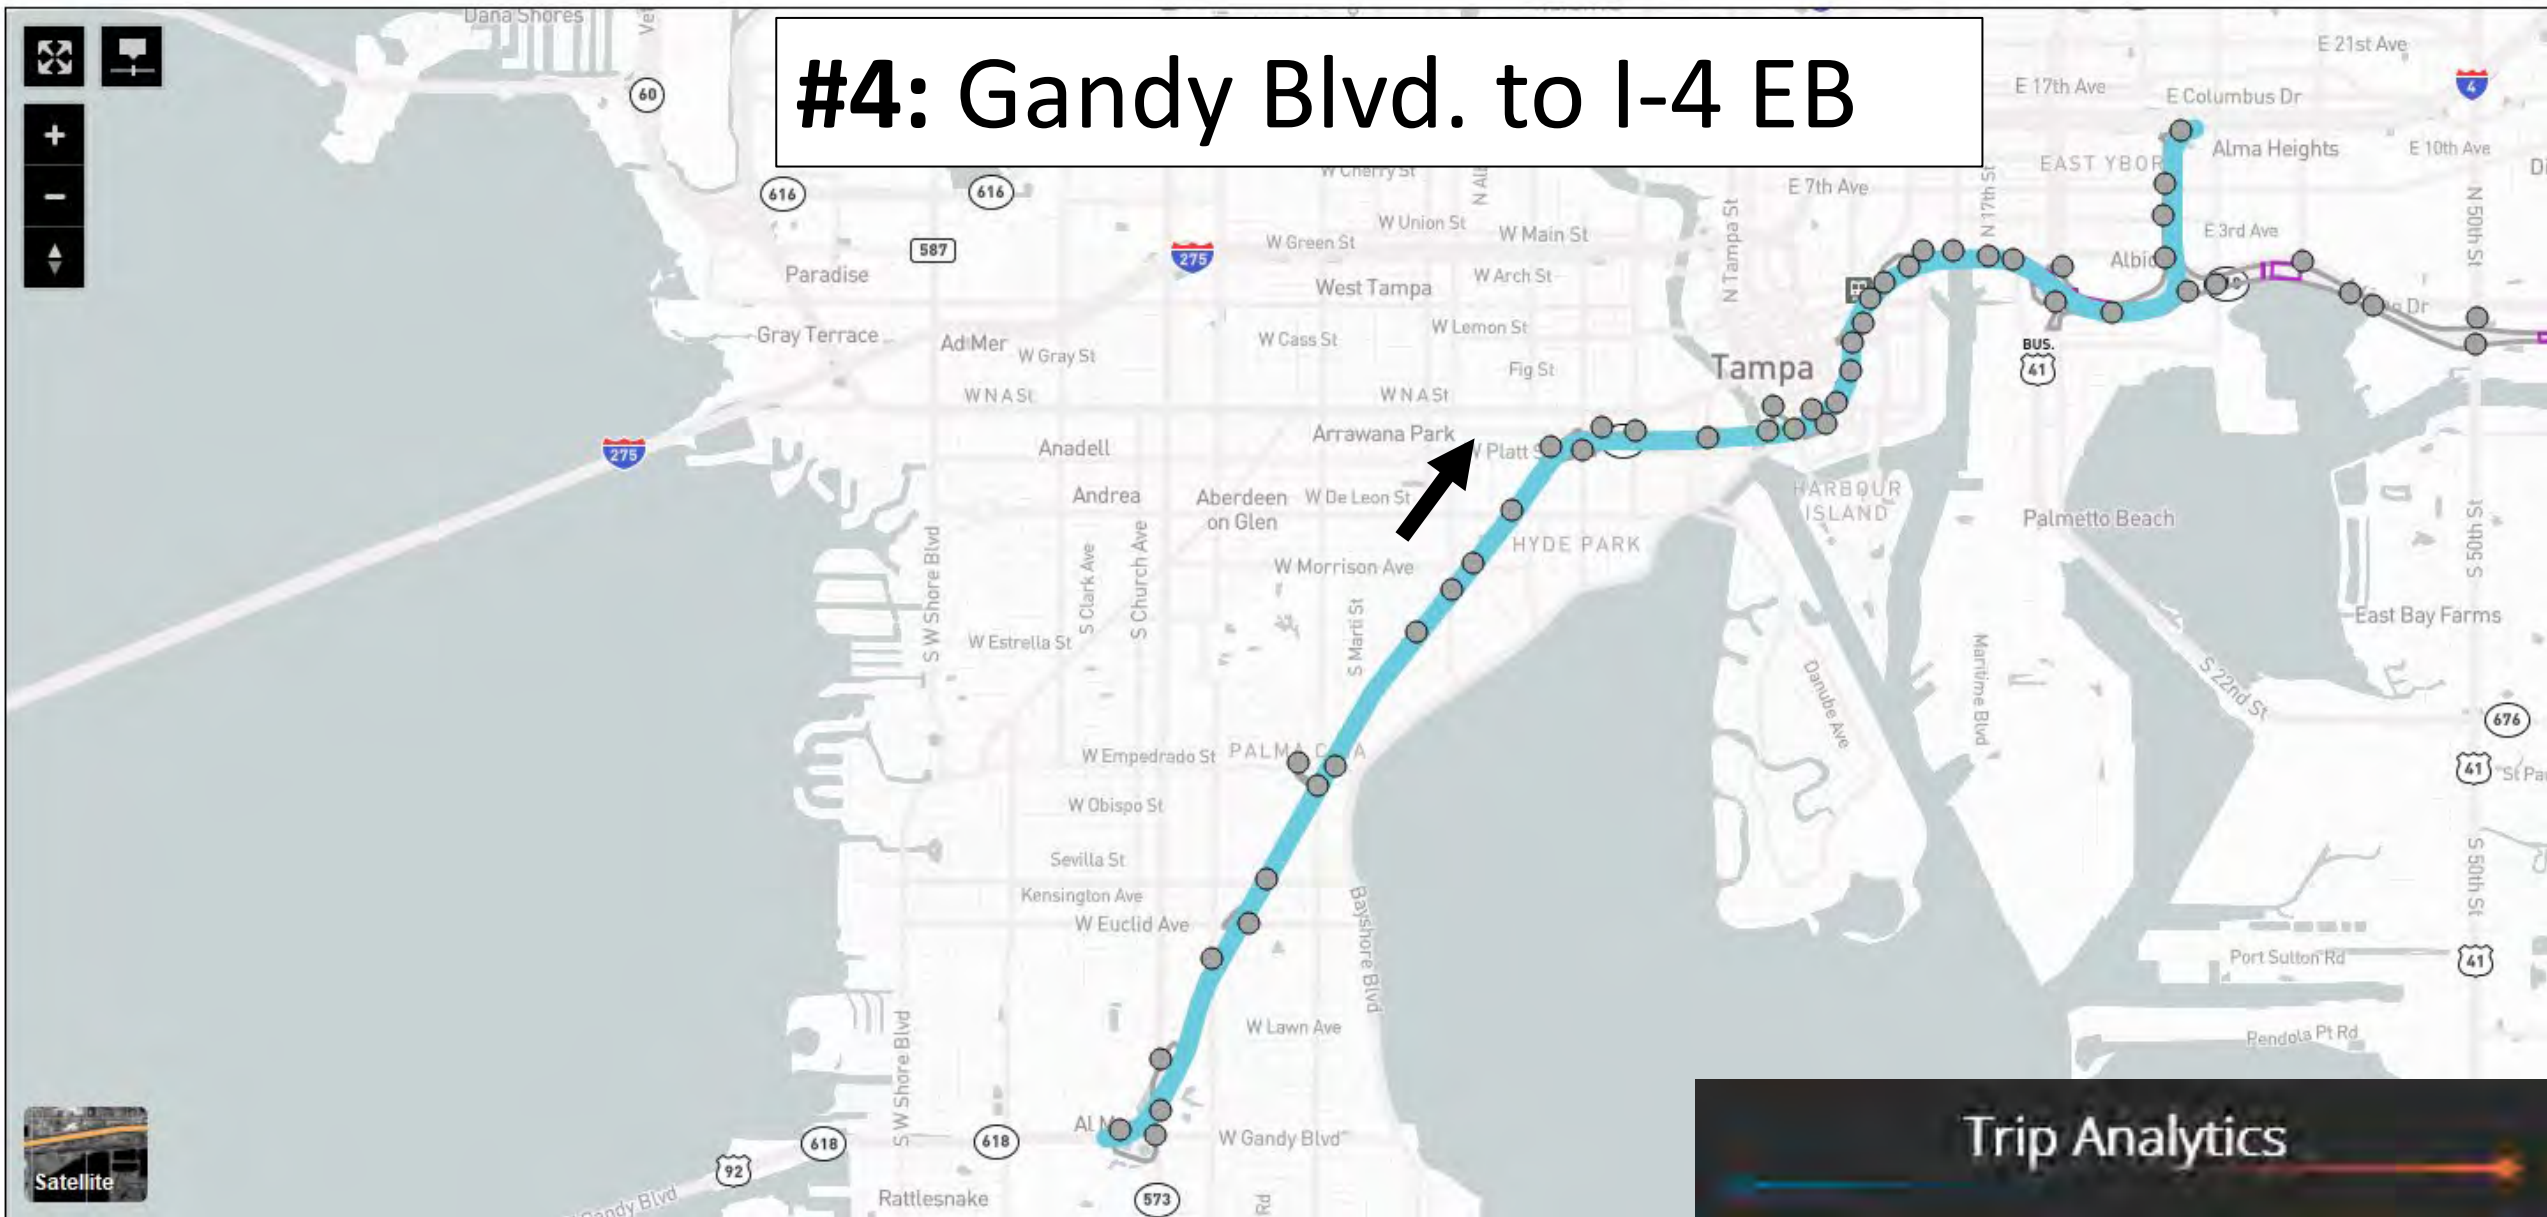 Dana Shores
#4: Gandy Blvd. to I-4 EB
E 21st Ave
E 17th Ave
4
60
E Columbus Dr
Alma Heights
E 10th Ave
EAST YBOR
W Cherry St
616
616
E 7th Ave
N 17th St
N 50th St
N Tampa St
W Union St
W Main St
W Green St
587
275
E 3rd Ave
Albio
Paradise
West Tampa
W Arch St
Gray Terrace
W Lemon St
W Cass St
Ad Mer
W Gray St
BUS.
41
Tampa
Fig St
W N A St
W N A St
Arrawana Park
Anadell
275
W Platt S
Andrea
Aberdeen
on Glen
W De Leon St
HARBOUR
ISLAND
Palmetto Beach
HYDE PARK
S 50th St
S W Shore Blvd
S Clark Ave
S Church Ave
W Morrison Ave
S Marti St
W Estrella St
East Bay Farms
Danube Ave
Maritime Blvd
S 22nd St
676
W Empedrado St
41
W Obispo St
Sevilla St
Kensington Ave
W Euclid Ave
Bayshore Blvd
S 50th St
Port Sutton Rd
41
W Lawn Ave
Pendola Pt Rd
S W Shore Blvd
618
618
W Gandy Blvd
92
Satellite
Gandy Blvd
Rattlesnake
573
Rd
Trip Analytics